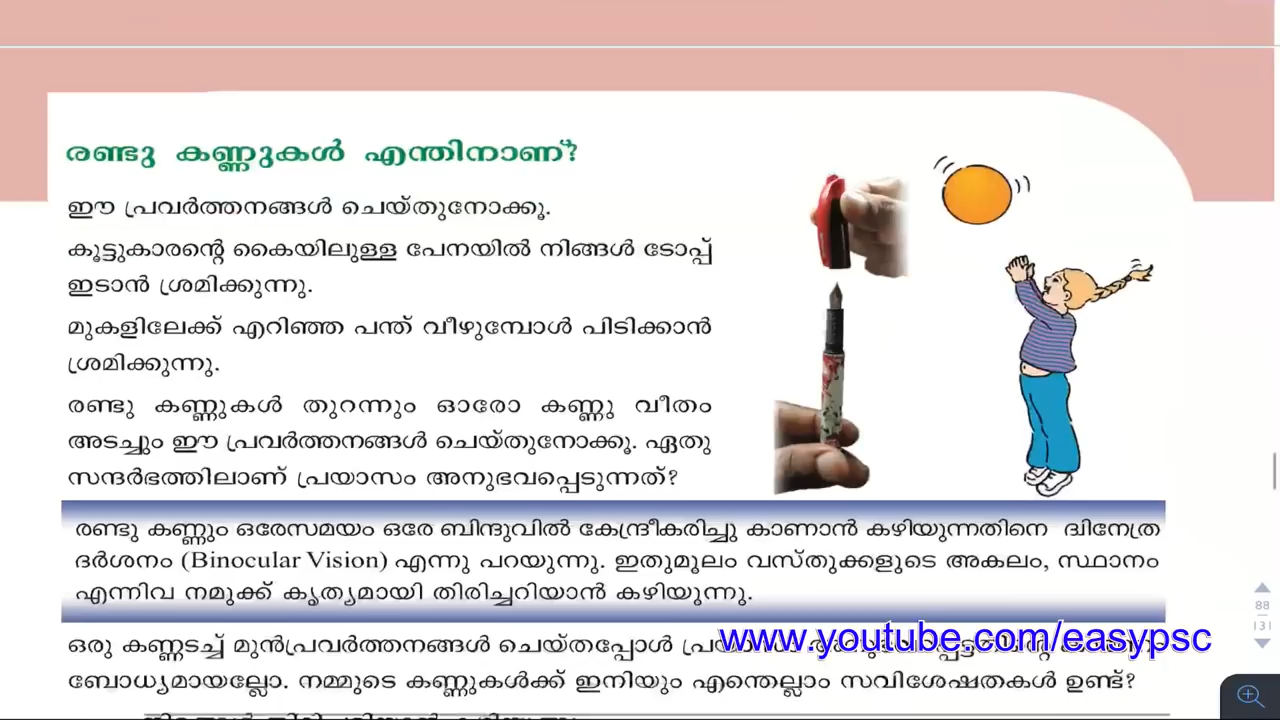 രണ്ടു കണ്ണുകൾ എന്തിനാണ്?
ഈ പ്രവർത്തനങ്ങൾ ചെയ്തുനോക്കൂ.
കൂട്ടുകാരന്റെ കൈയിലുള്ള പേനയിൽ നിങ്ങൾ ടോപ്പ്
ഇടാൻ ശ്രമിക്കുന്നു.
മുകളിലേക്ക് എറിഞ്ഞ പന്ത് വീഴുമ്പോൾ പിടിക്കാൻ
ശ്രമിക്കുന്നു.
രണ്ടു കണ്ണുകൾ തുറന്നും ഓരോ കണ്ണു വീതം
അടച്ചും ഈ പ്രവർത്തനങ്ങൾ ചെയ്തുനോക്കൂ. ഏതു
സന്ദർഭത്തിലാണ് പ്രയാസം അനുഭവപ്പെടുന്നത്?
രണ്ടു കണ്ണും ഒരേസമയം ഒരേ ബിന്ദുവിൽ കേന്ദ്രീകരിച്ചു കാണാൻ കഴിയുന്നതിനെ ദ്വിനേത്ര
ദർശനം (Binocular Vision) എന്നു പറയുന്നു. ഇതുമൂലം വസ്തുക്കളുടെ അകലം, സ്ഥാനം
എന്നിവ നമുക്ക് കൃത്യമായി തിരിച്ചറിയാൻ കഴിയുന്നു.
88
131
www.youtube.com/easypsc
ഒരു കണ്ണടച്ച് മുൻപ്രവർത്തനങ്ങൾ ചെയ്തപ്പോൾ
ബോധ്യമായല്ലോ. നമ്മുടെ കണ്ണുകൾക്ക് ഇനിയും എന്തെല്ലാം സവിശേഷതകൾ ഉണ്ട്?